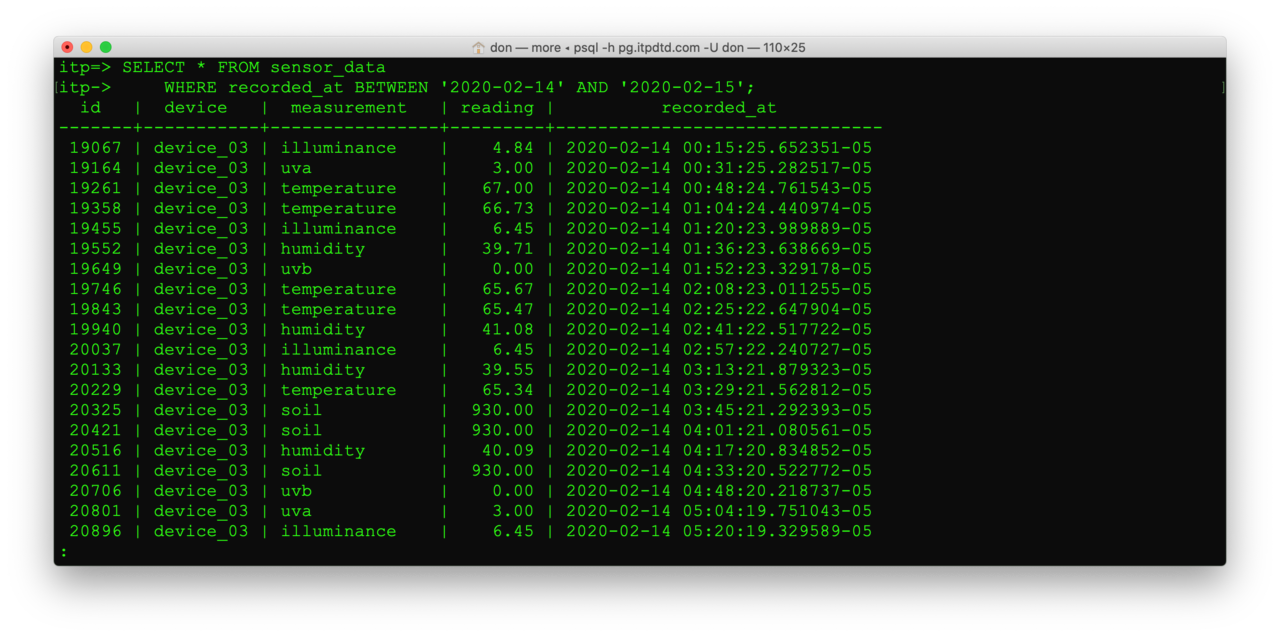 don — more • psql -h pg.itpdtd.com -U don — 110×25
itp=> SELECT * FROM sensor_data
[itp->     WHERE recorded_at BETWEEN '2020-02-14' AND '2020-02-15'; ]
  id   |  device   |  measurement   | reading |          recorded_at
-------+-----------+----------------+---------+-------------------------------
 19067 | device_03 | illuminance    |    4.84 | 2020-02-14 00:15:25.652351-05
 19164 | device_03 | uva            |    3.00 | 2020-02-14 00:31:25.282517-05
 19261 | device_03 | temperature    |   67.00 | 2020-02-14 00:48:24.761543-05
 19358 | device_03 | temperature    |   66.73 | 2020-02-14 01:04:24.440974-05
 19455 | device_03 | illuminance    |    6.45 | 2020-02-14 01:20:23.989889-05
 19552 | device_03 | humidity       |   39.71 | 2020-02-14 01:36:23.638669-05
 19649 | device_03 | uvb            |    0.00 | 2020-02-14 01:52:23.329178-05
 19746 | device_03 | temperature    |   65.67 | 2020-02-14 02:08:23.011255-05
 19843 | device_03 | temperature    |   65.47 | 2020-02-14 02:25:22.647904-05
 19940 | device_03 | humidity       |   41.08 | 2020-02-14 02:41:22.517722-05
 20037 | device_03 | illuminance    |    6.45 | 2020-02-14 02:57:22.240727-05
 20133 | device_03 | humidity       |   39.55 | 2020-02-14 03:13:21.879323-05
 20229 | device_03 | temperature    |   65.34 | 2020-02-14 03:29:21.562812-05
 20325 | device_03 | soil           |  930.00 | 2020-02-14 03:45:21.292393-05
 20421 | device_03 | soil           |  930.00 | 2020-02-14 04:01:21.080561-05
 20516 | device_03 | humidity       |   40.09 | 2020-02-14 04:17:20.834852-05
 20611 | device_03 | soil           |  930.00 | 2020-02-14 04:33:20.522772-05
 20706 | device_03 | uvb            |    0.00 | 2020-02-14 04:48:20.218737-05
 20801 | device_03 | uva            |    3.00 | 2020-02-14 05:04:19.751043-05
 20896 | device_03 | illuminance    |    6.45 | 2020-02-14 05:20:19.329589-05
: